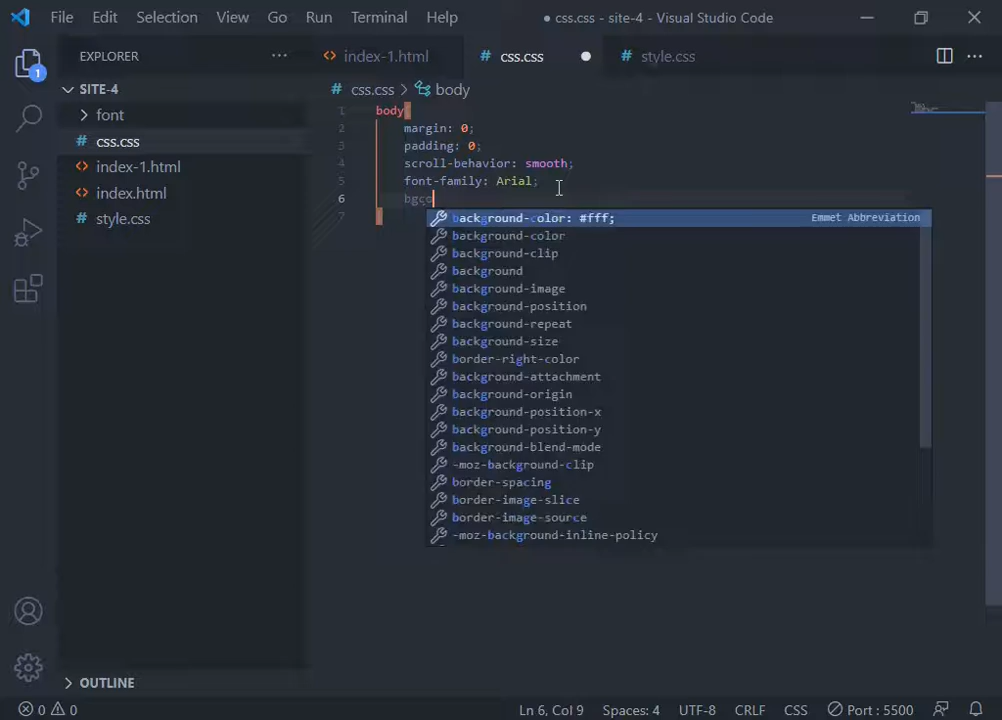 File Edit Selection View Go Run Terminal Help ● css.css - site-4 - Visual Studio Code
EXPLORER ···
<> index-1.html # css.css ● # style.css ···
SITE-4
# css.css > body
font
# css.css
<> index-1.html
<> index.html
# style.css
1 body{
2 margin: 0;
3 padding: 0;
4 scroll-behavior: smooth;
5 font-family: Arial;
6 bgco
7 }
background-color: #fff; Emmet Abbreviation
background-color
background-clip
background
background-image
background-position
background-repeat
background-size
border-right-color
background-attachment
background-origin
background-position-x
background-position-y
background-blend-mode
-moz-background-clip
border-spacing
border-image-slice
border-image-source
-moz-background-inline-policy
1
OUTLINE
0 0 Ln 6, Col 9 Spaces: 4 UTF-8 CRLF CSS Port : 5500